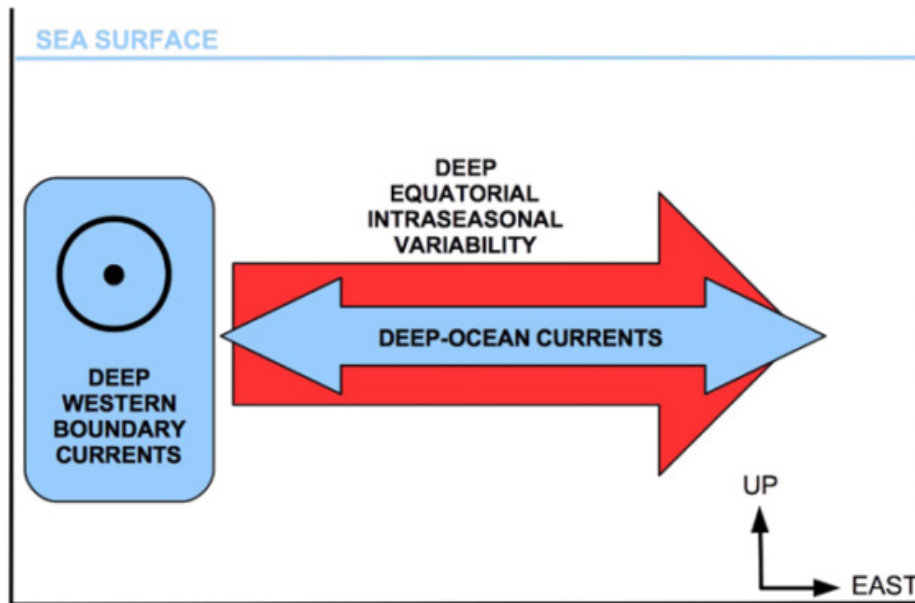 SEA SURFACE
DEEP
EQUATORIAL
INTRASEASONAL
VARIABILITY
DEEP-OCEAN CURRENTS
DEEP
WESTERN
BOUNDARY
CURRENTS
UP
EAST